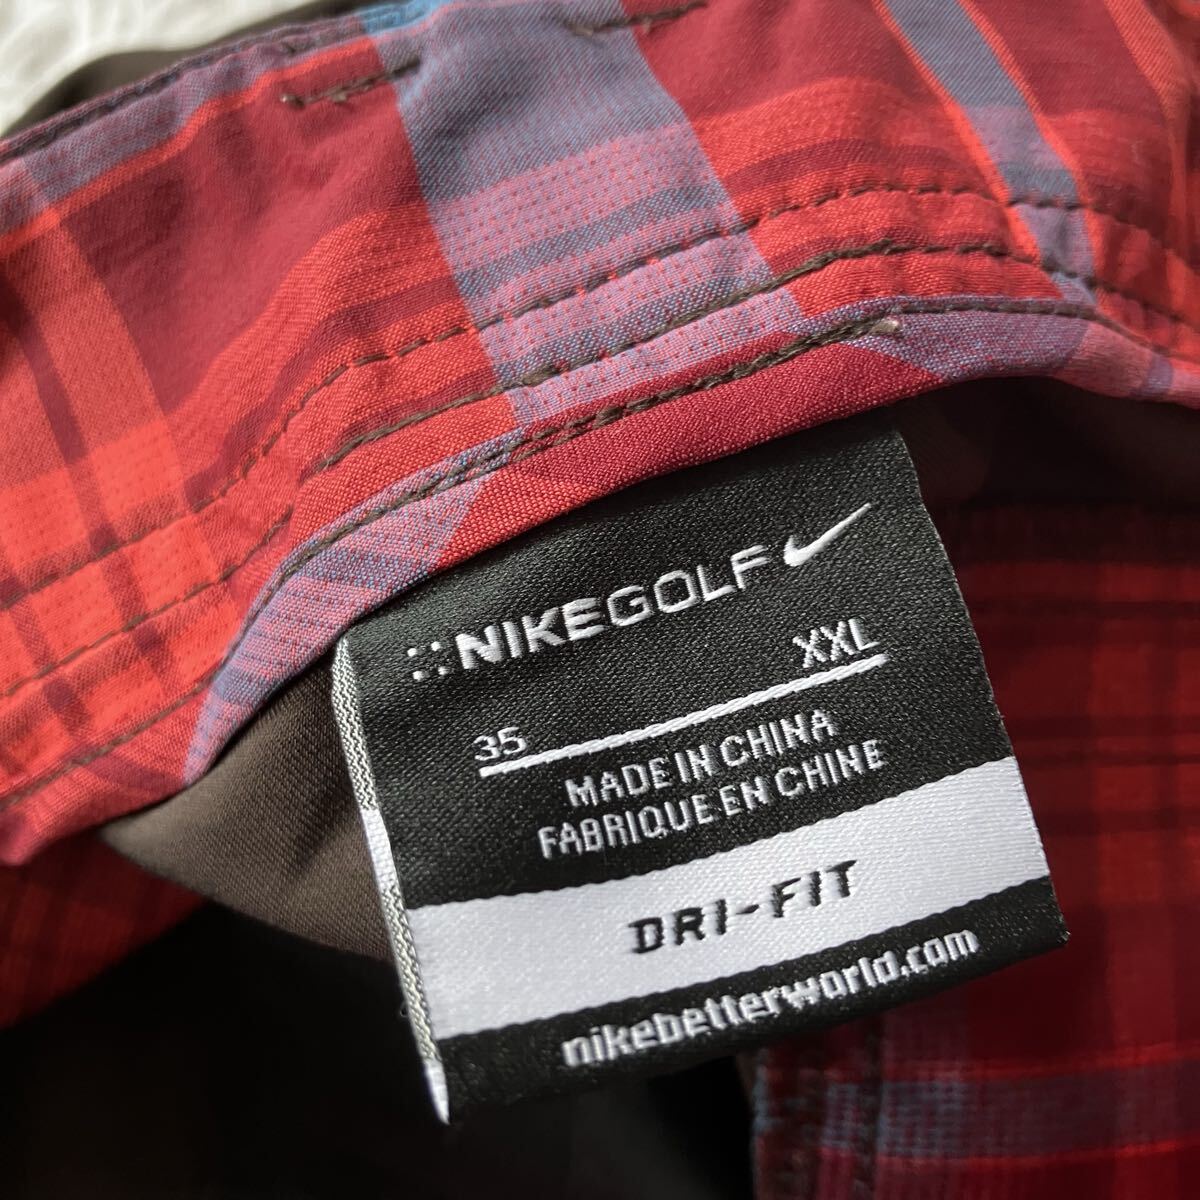 NIKEGOLF
35 XXL
MADE IN CHINA
FABRIQUE EN CHINE
DRI-FIT
nikebetterworld.com